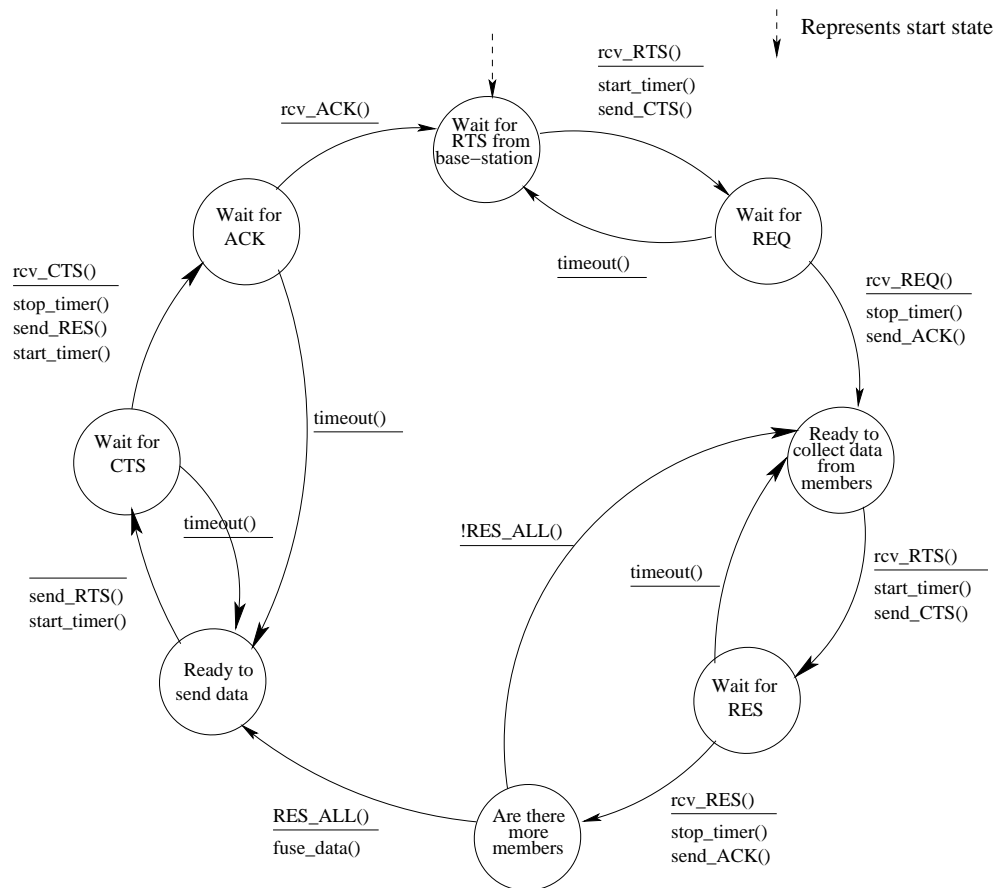 Represents start state
rcv_RTS()
start_timer()
send_CTS()
rcv_ACK()
Wait for
RTS from
base-station
Wait for
ACK
Wait for
REQ
timeout()
rcv_CTS()
stop_timer()
send_RES()
start_timer()
rcv_REQ()
stop_timer()
send_ACK()
timeout()
Wait for
CTS
Ready to
collect data
from
members
timeout()
!RES_ALL()
timeout()
rcv_RTS()
start_timer()
send_CTS()
send_RTS()
start_timer()
Ready to
send data
Wait for
RES
RES_ALL()
fuse_data()
Are there
more
members
rcv_RES()
stop_timer()
send_ACK()